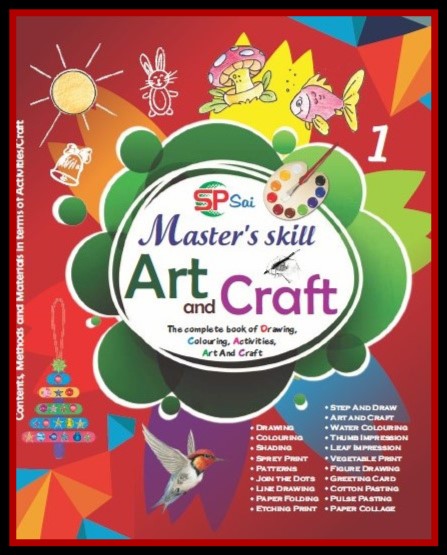 1
Contents, Methods and Materials in terms of Activities/Craft
SP Sai
Master's skill
Art
and Craft
The complete book of Drawing,
Colouring, Activities,
Art And Craft
• DRAWING
• COLOURING
• SHADING
• SPREY PRINT
• PATTERNS
• JOIN THE DOTS
• LINE DRAWING
• PAPER FOLDING
• ETCHING PRINT
• STEP AND DRAW
• ART AND CRAFT
• WATER COLOURING
• THUMB IMPRESSION
• LEAF IMPRESSION
• VEGETABLE PRINT
• FIGURE DRAWING
• GREETING CARD
• COTTON PASTING
• PULSE PASTING
• PAPER COLLAGE